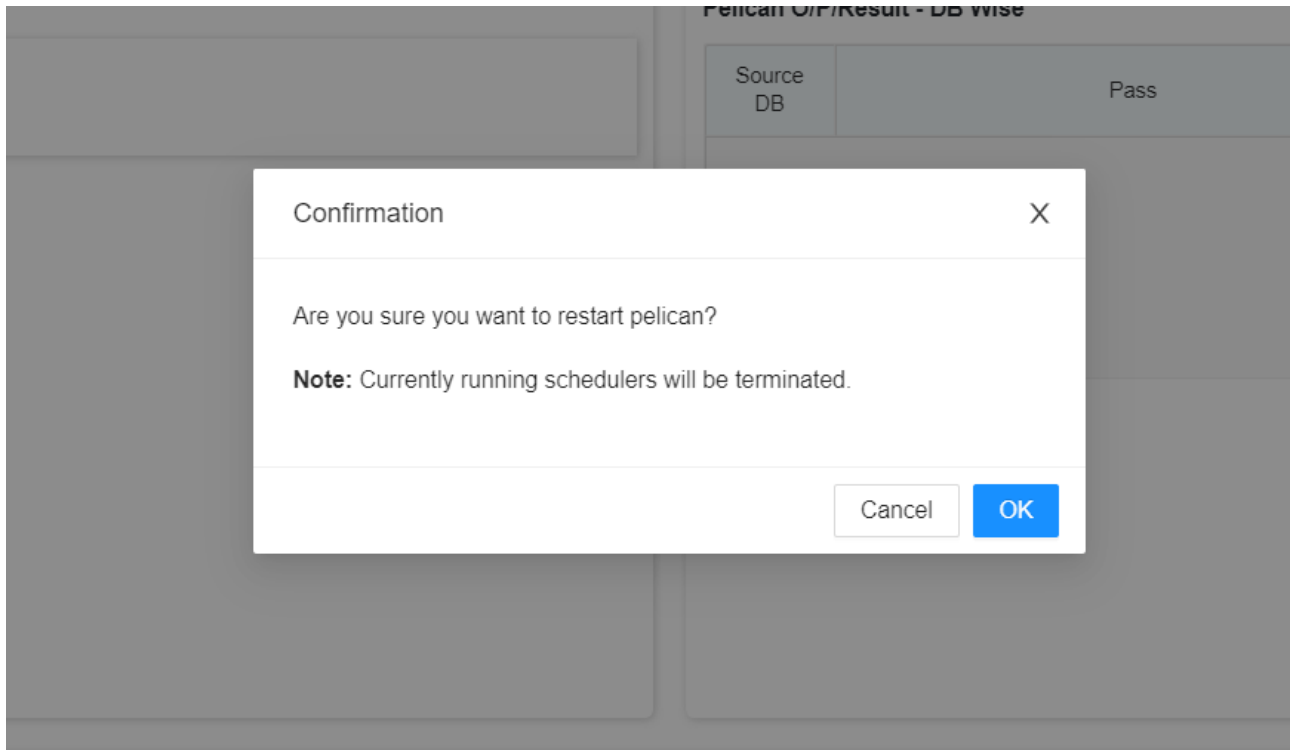 Pelican O/P/Result - DB Wise
Source
DB
Pass
Confirmation
X
Are you sure you want to restart pelican?
Note: Currently running schedulers will be terminated.
Cancel
OK